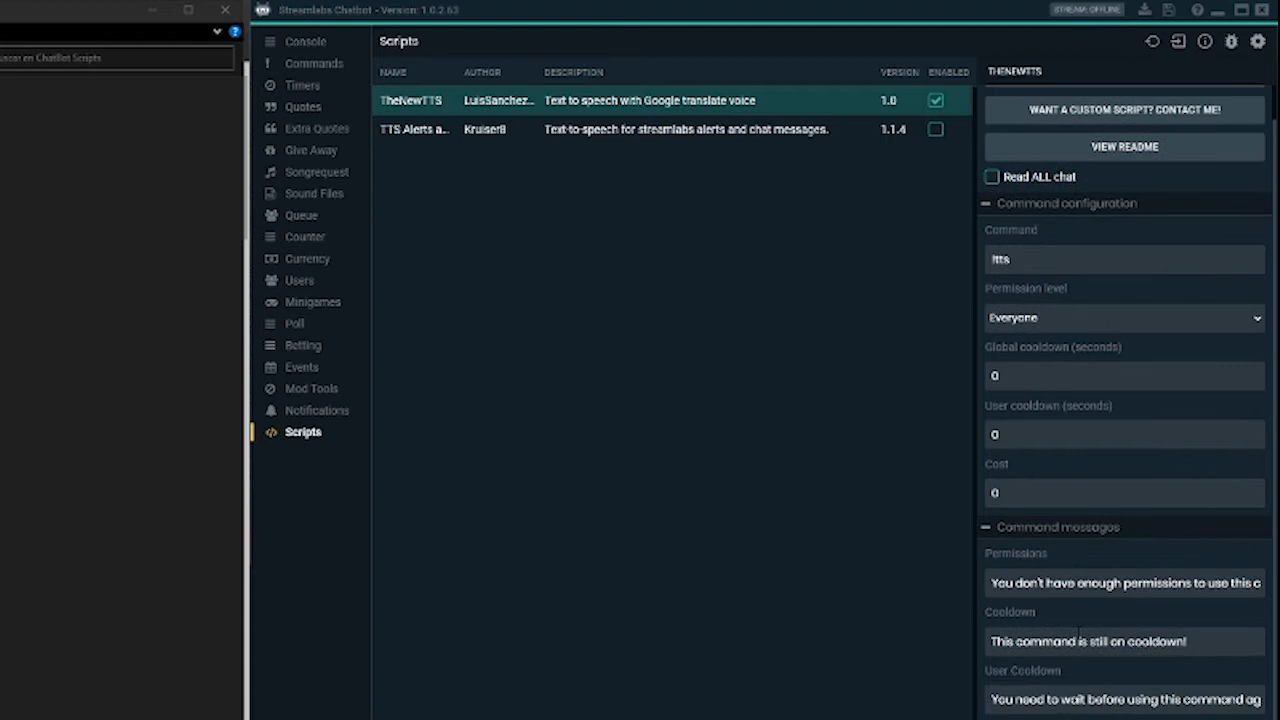 Streamlabs Chatbot - Version: 1.0.2.63
STREAM: OFFLINE
en ChatBot Scripts
Console
Commands
Timers
Quotes
Extra Quotes
Give Away
Songrequest
Sound Files
Queue
Counter
Currency
Users
Minigames
Poll
Betting
Events
Mod Tools
Notifications
Scripts
Scripts
NAME AUTHOR DESCRIPTION VERSION ENABLED
TheNewTTS LuisSanchez... Text to speech with Google translate voice 1.0
TTS Alerts a... Kruiser8 Text-to-speech for streamlabs alerts and chat messages. 1.1.4
THENEWTTS
WANT A CUSTOM SCRIPT? CONTACT ME!
VIEW README
Read ALL chat
Command configuration
Command
!tts
Permission level
Everyone
Global cooldown (seconds)
0
User cooldown (seconds)
0
Cost
0
Command messages
Permissions
You don't have enough permissions to use this c
Cooldown
This command is still on cooldown!
User Cooldown
You need to wait before using this command ag